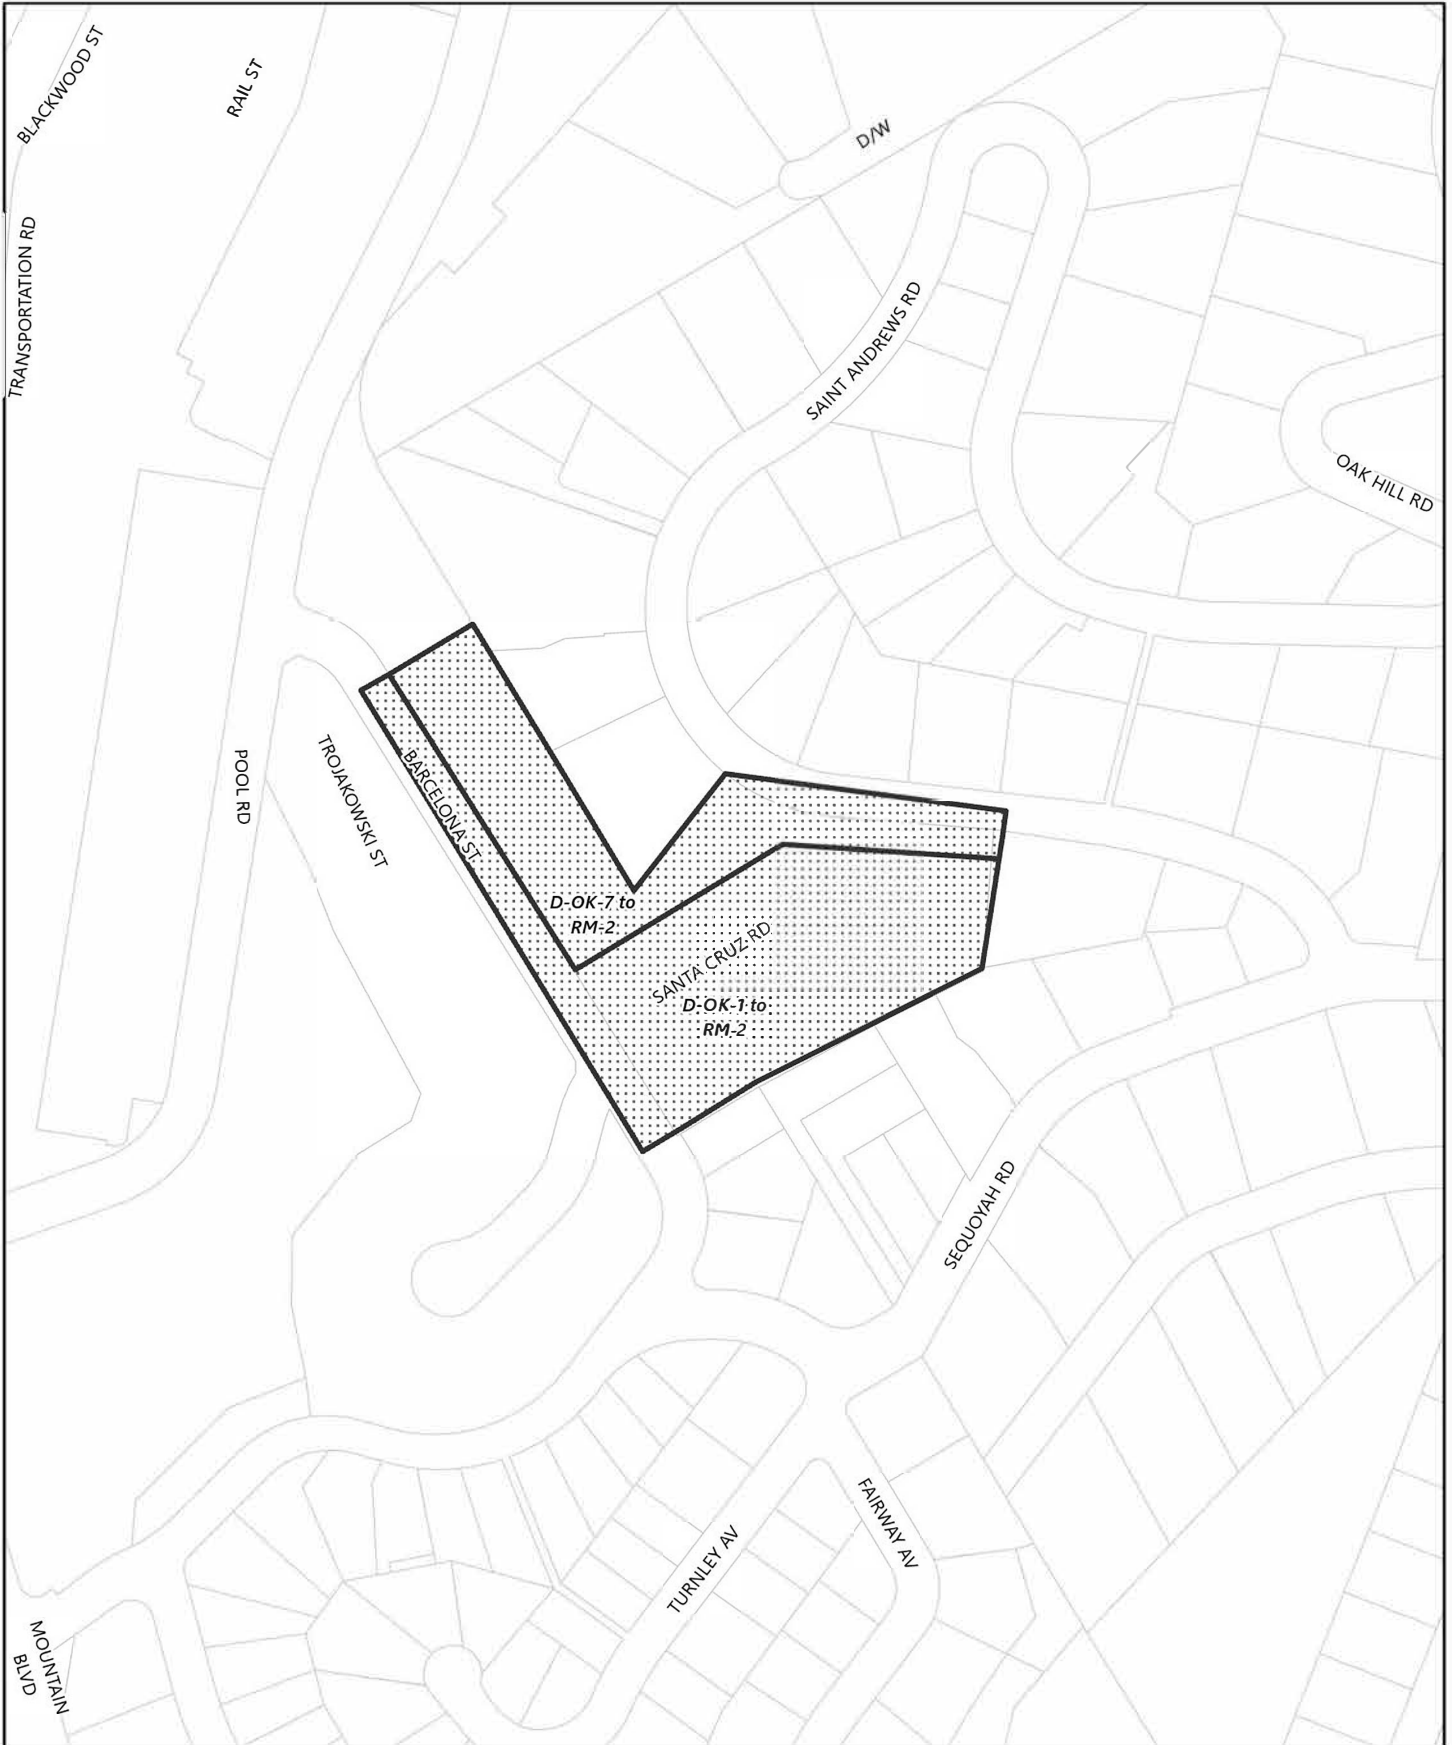 BLACKWOOD ST
RAIL ST
D/W
TRANSPORTATION RD
SAINT ANDREWS RD
OAK HILL RD
POOL RD
TROJAKOWSKI ST
BARCELONA ST
D-OK-7 to
RM-2
SANTA CRUZ RD
D-OK-1 to
RM-2
SEQUOYAH RD
FAIRWAY AV
TURNLEY AV
MOUNTAIN
BLVD